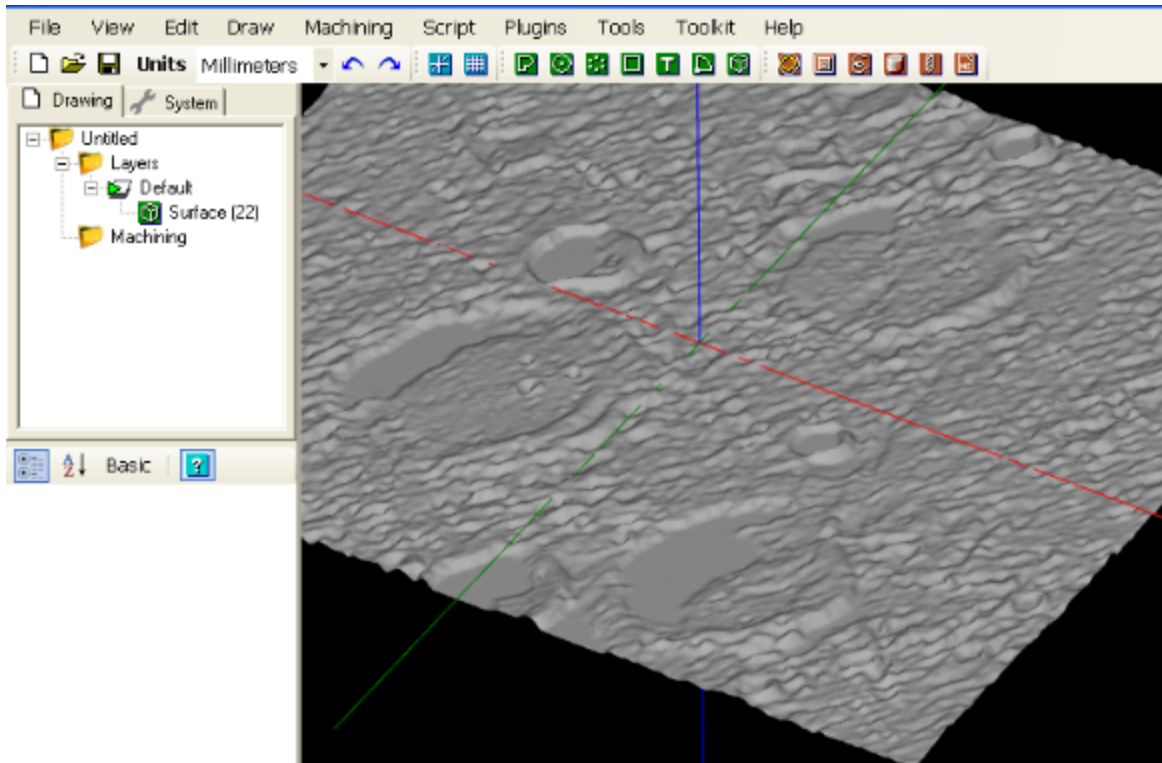 File View Edit Draw Machining Script Plugins Tools Toolkit Help
Units Millimeters
Drawing System
Untitled
Layers
Default
Surface (22)
Machining
Basic